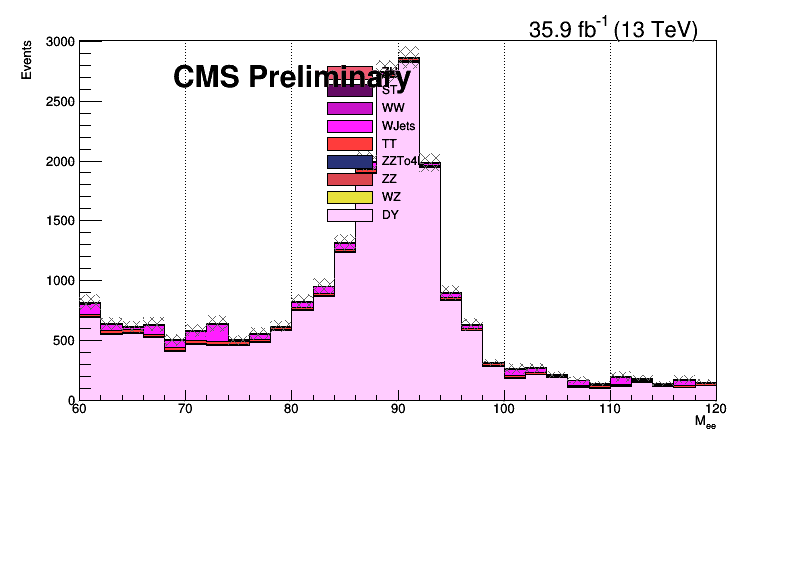 35.9 fb-1 (13 TeV)
Events
3000
CMS Preliminary
ST
2500
WW
WJets
TT
2000
ZZTo4l
ZZ
WZ
DY
1500
1000
500
0
60 70 80 90 100 110 120
Mee